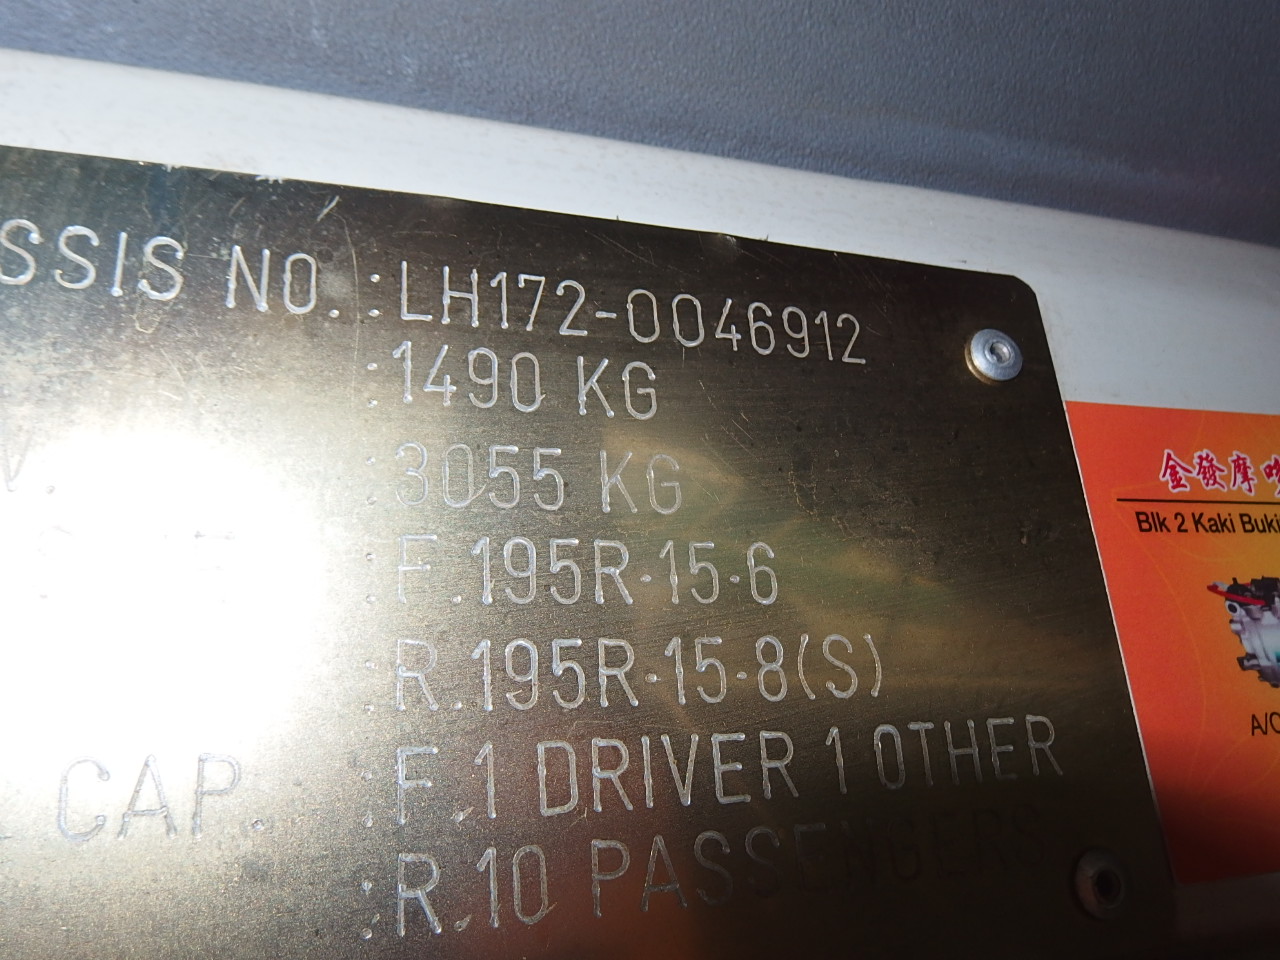 SSIS NO. : LH172-0046912
: 1490 KG
: 3055 KG
: F.195R-15-6
: R.195R-15-8(S)
CAP. : F.1 DRIVER 1 OTHER
: R.10 PASSENGERS
金發摩
Blk 2 Kaki Buki
A/C